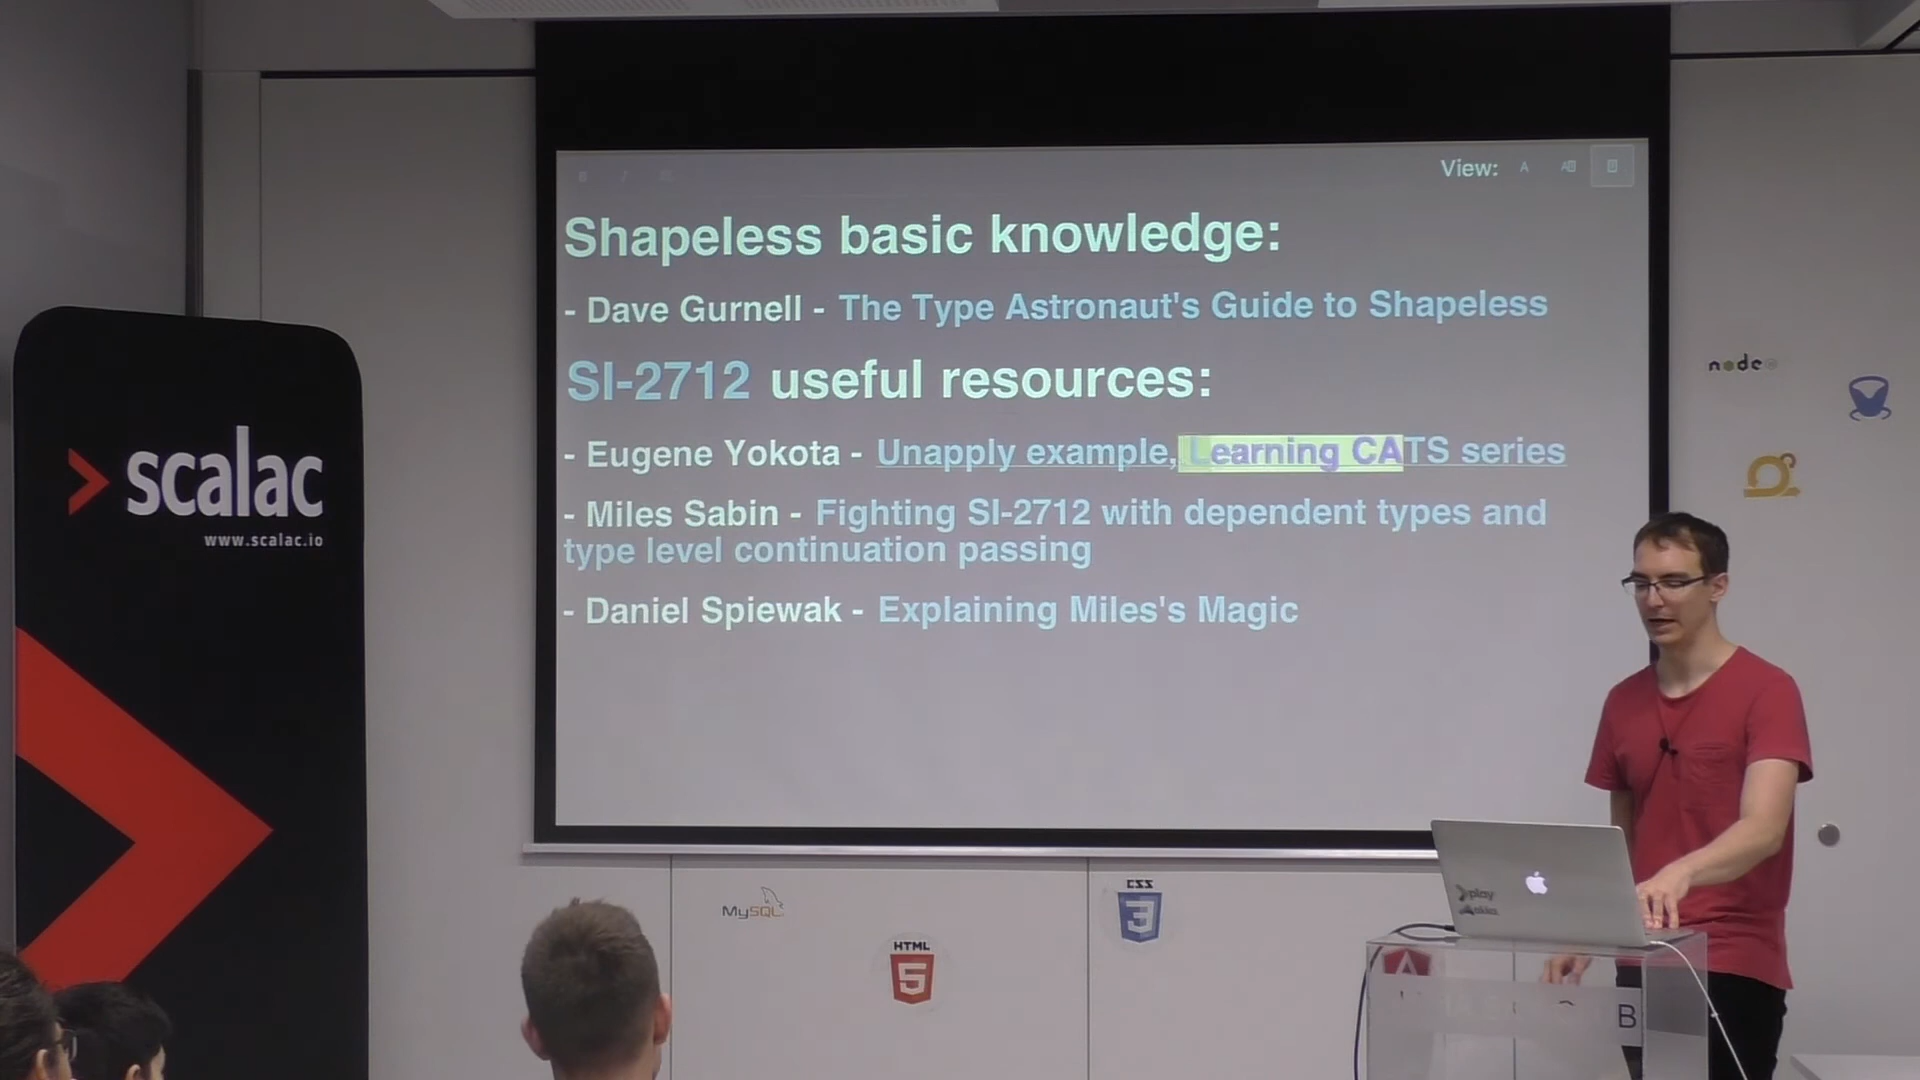 View: A
Shapeless basic knowledge:
- Dave Gurnell - The Type Astronaut's Guide to Shapeless
SI-2712 useful resources:
- Eugene Yokota - Unapply example, Learning CATS series
- Miles Sabin - Fighting SI-2712 with dependent types and
type level continuation passing
- Daniel Spiewak - Explaining Miles's Magic
scalac
www.scalac.io
node
MySQL
HTML
5
CSS
3
play
akka
A
B